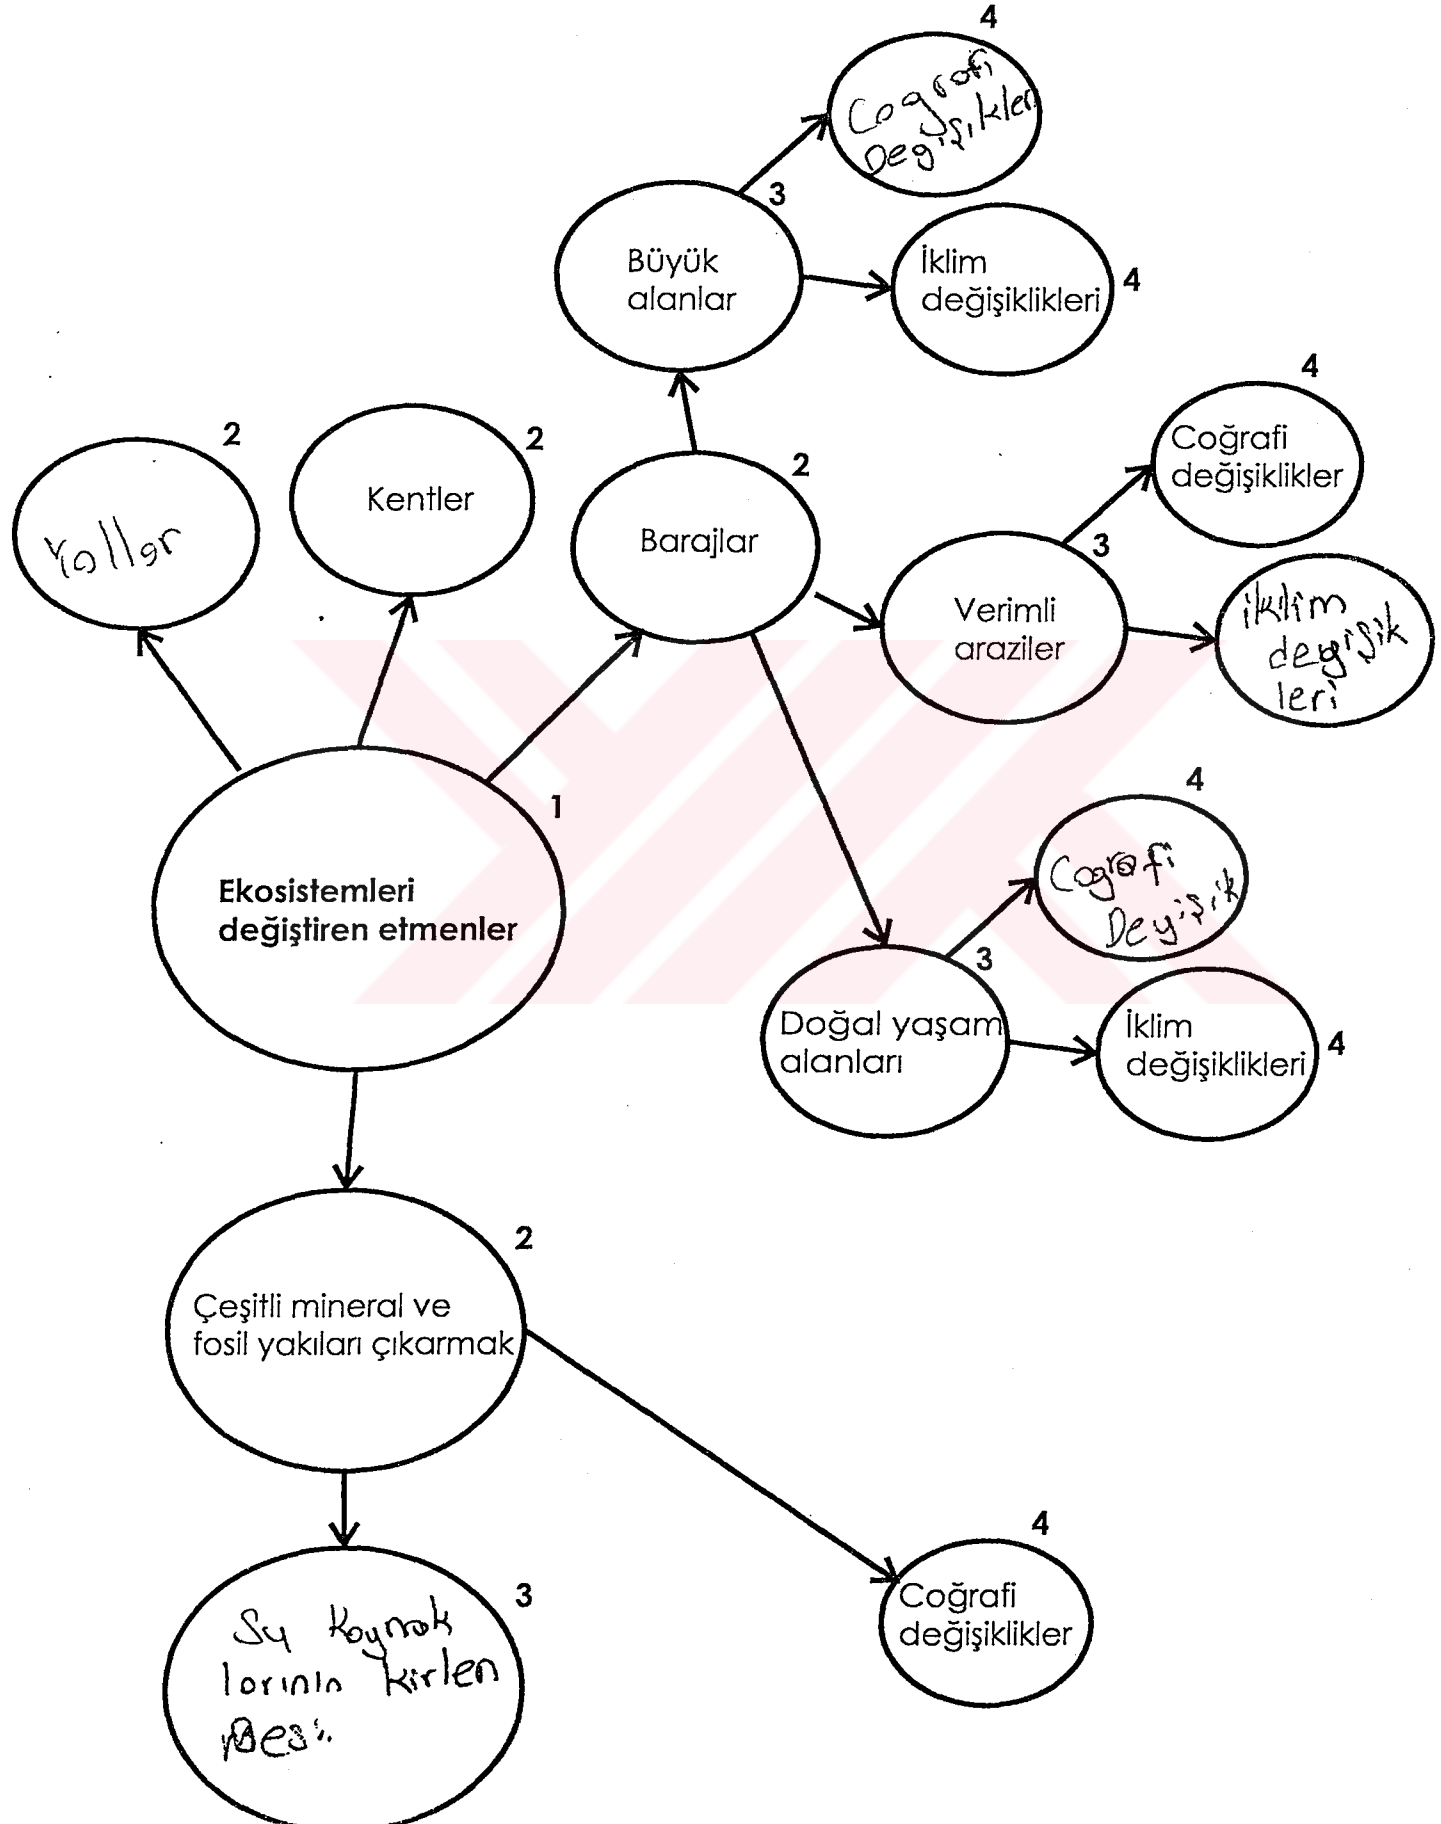 4
Coğrafi
Değişikler
3
Büyük
alanlar
İklim
değişiklikleri
4
4
Coğrafi
değişiklikler
2
Yollar
2
Kentler
2
Barajlar
3
Verimli
araziler
iklim
değişik
leri
1
Ekosistemleri
değiştiren etmenler
4
Coğrafi
Deyişik
3
Doğal yaşam
alanları
İklim
değişiklikleri
4
2
Çeşitli mineral ve
fosil yakıları çıkarmak
4
Coğrafi
değişiklikler
3
Su Kaynak
larının kirlen
mesi